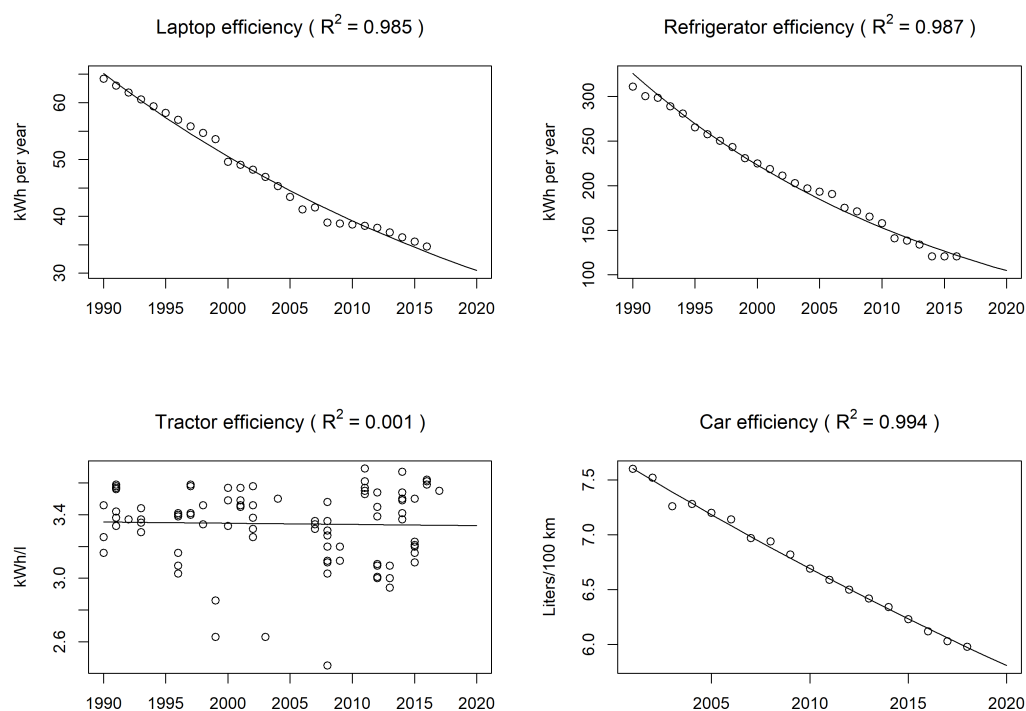 Laptop efficiency ( R² = 0.985 )
kWh per year
60
50
40
30
1990 1995 2000 2005 2010 2015 2020
Refrigerator efficiency ( R² = 0.987 )
kWh per year
300
250
200
150
100
1990 1995 2000 2005 2010 2015 2020
Tractor efficiency ( R² = 0.001 )
kWh/l
3.4
3.0
2.6
1990 1995 2000 2005 2010 2015 2020
Car efficiency ( R² = 0.994 )
Liters/100 km
7.5
7.0
6.5
6.0
2005 2010 2015 2020